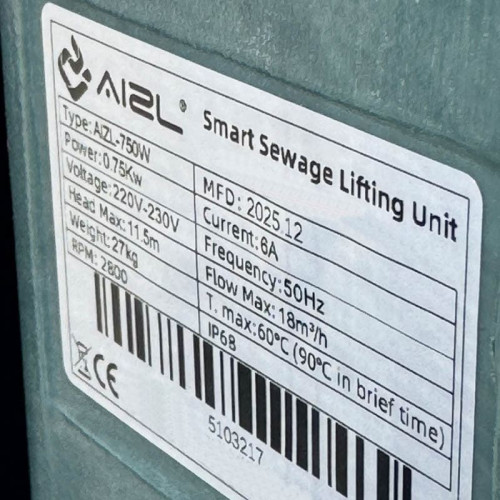 AIZL® Smart Sewage Lifting Unit
Type: AIZL-750W
Power: 0.75Kw MFD: 2025.12
Voltage: 220V-230V Current: 6A
Head Max: 11.5m Frequency: 50Hz
Weight: 27kg Flow Max: 18m³/h
RPM: 2800 T. max: 60°C (90°C in brief time)
IP68
CE
5103217